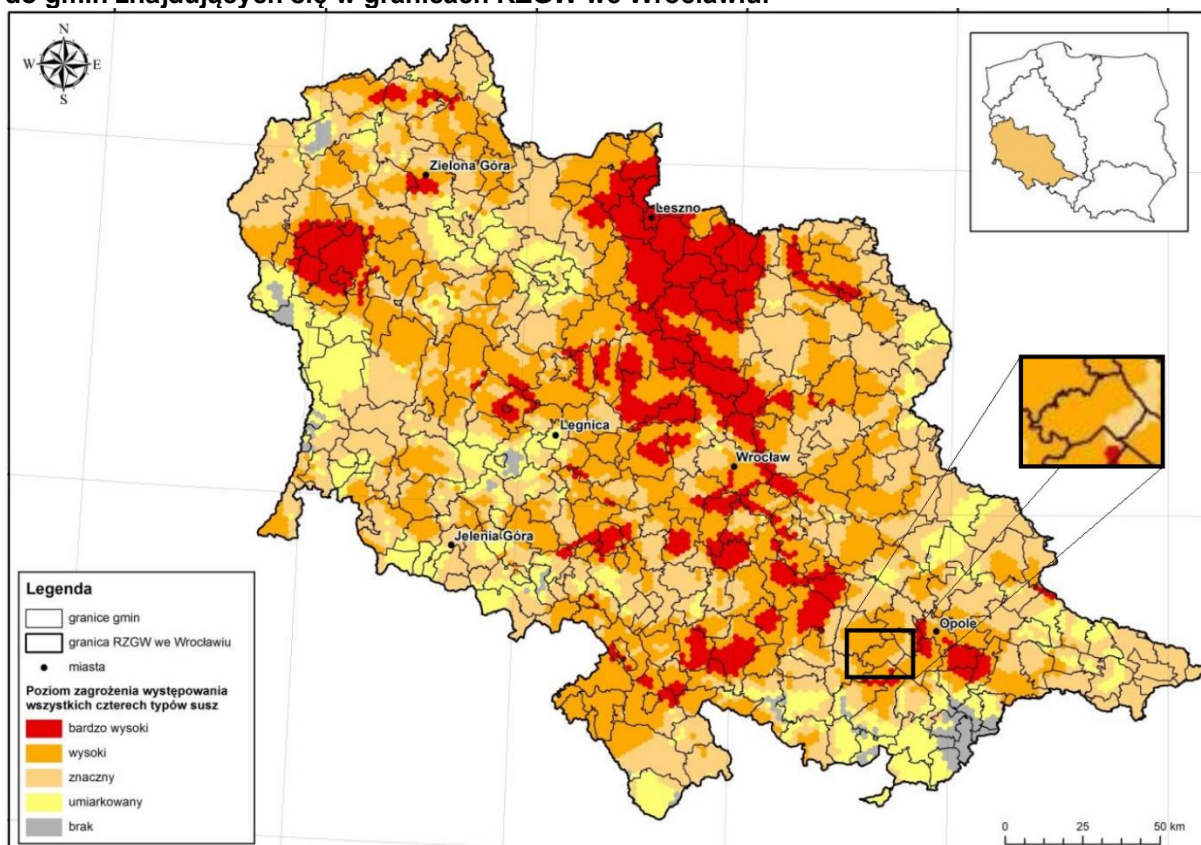 do gmin znajdujących się w granicach RZGW we Wrocławiu.
N
W
E
S
Zielona Góra
Leszno
Legnica
Wrocław
Jelenia Góra
Opole
Legenda
granice gmin
granica RZGW we Wrocławiu
miasta
Poziom zagrożenia występowania
wszystkich czterech typów susz
bardzo wysoki
wysoki
znaczny
umiarkowany
brak
0 25 50 km